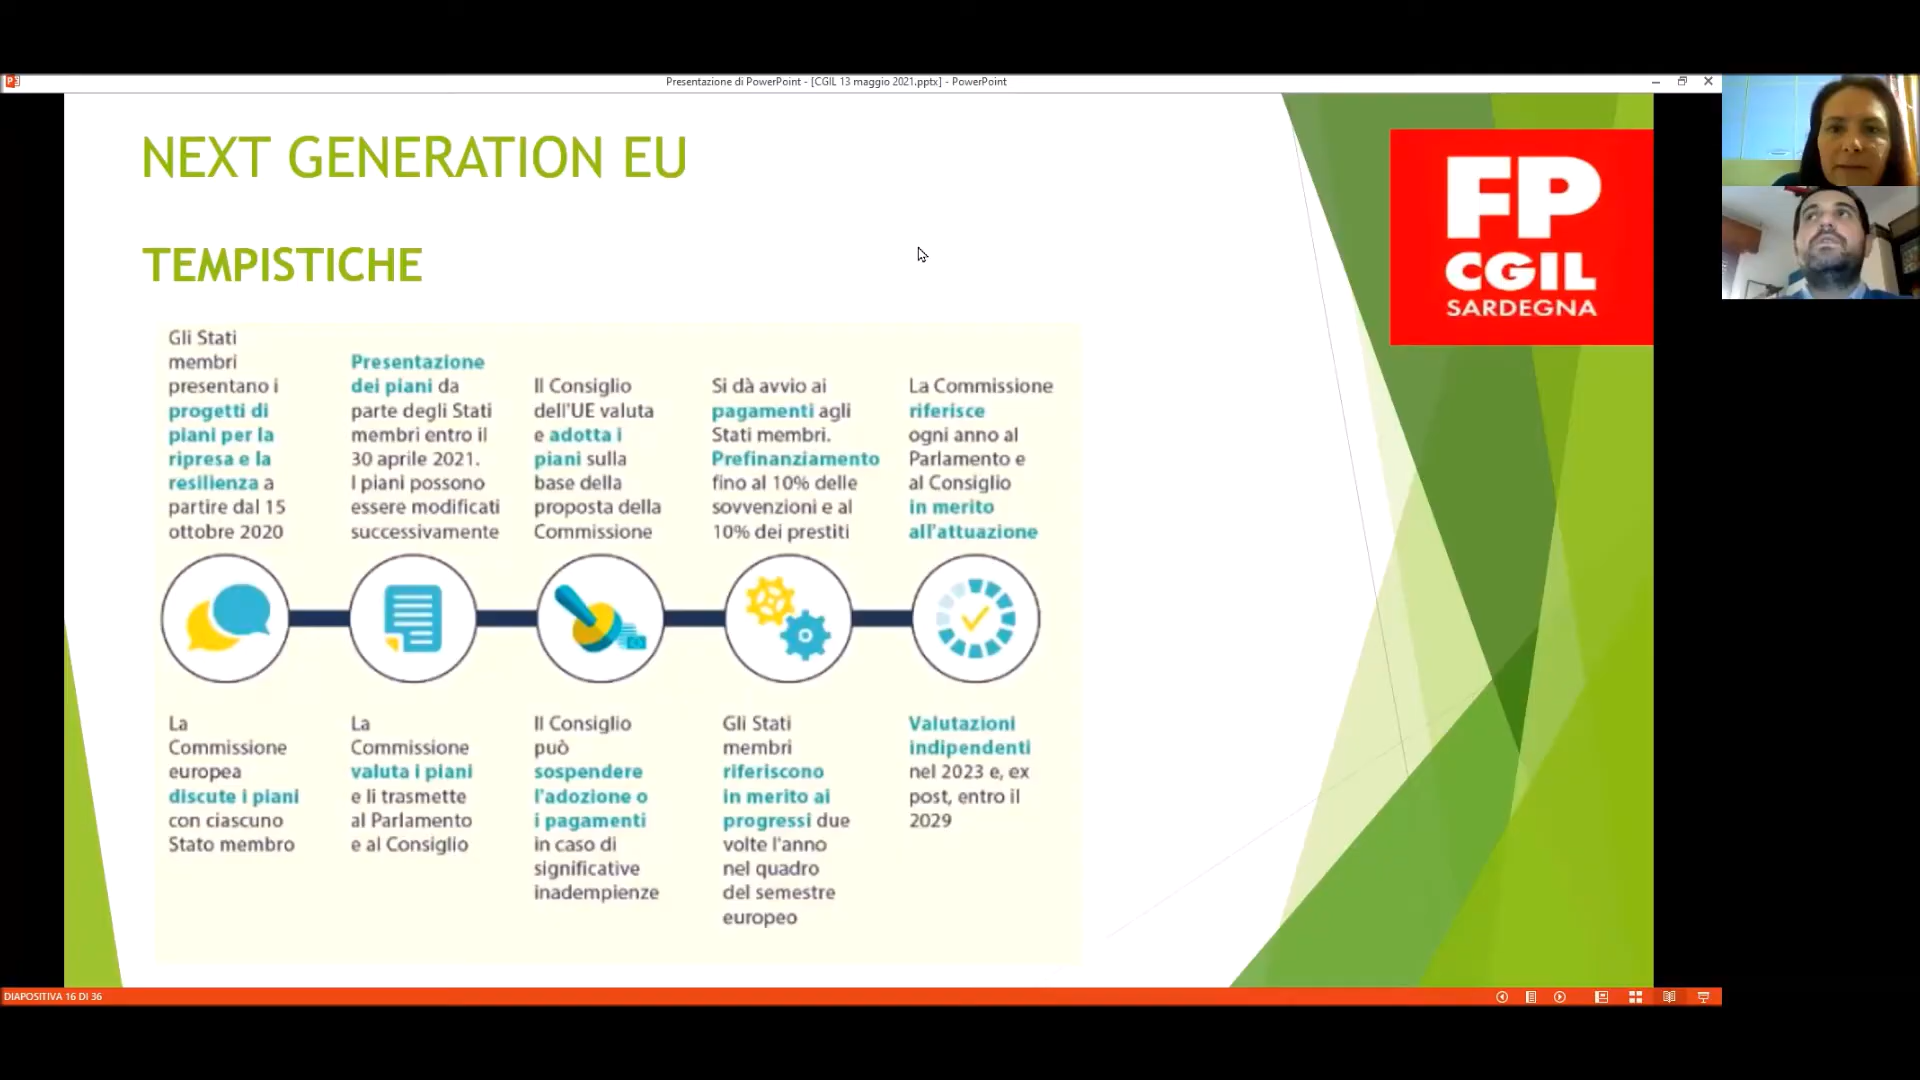 Presentazione di PowerPoint - [CGIL 13 maggio 2021.pptx] - PowerPoint
NEXT GENERATION EU
TEMPISTICHE
FP
CGIL
SARDEGNA
Gli Stati
membri
presentano i
progetti di
piani per la
ripresa e la
resilienza a
partire dal 15
ottobre 2020
Presentazione
dei piani da
parte degli Stati
membri entro il
30 aprile 2021.
I piani possono
essere modificati
successivamente
Il Consiglio
dell'UE valuta
e adotta i
piani sulla
base della
proposta della
Commissione
Si dà avvio ai
pagamenti agli
Stati membri.
Prefinanziamento
fino al 10% delle
sovvenzioni e al
10% dei prestiti
La Commissione
riferisce
ogni anno al
Parlamento e
al Consiglio
in merito
all'attuazione
La
Commissione
europea
discute i piani
con ciascuno
Stato membro
La
Commissione
valuta i piani
e li trasmette
al Parlamento
e al Consiglio
Il Consiglio
può
sospendere
l'adozione o
i pagamenti
in caso di
significative
inadempienze
Gli Stati
membri
riferiscono
in merito ai
progressi due
volte l'anno
nel quadro
del semestre
europeo
Valutazioni
indipendenti
nel 2023 e, ex
post, entro il
2029
DIAPOSITIVA 16 DI 36